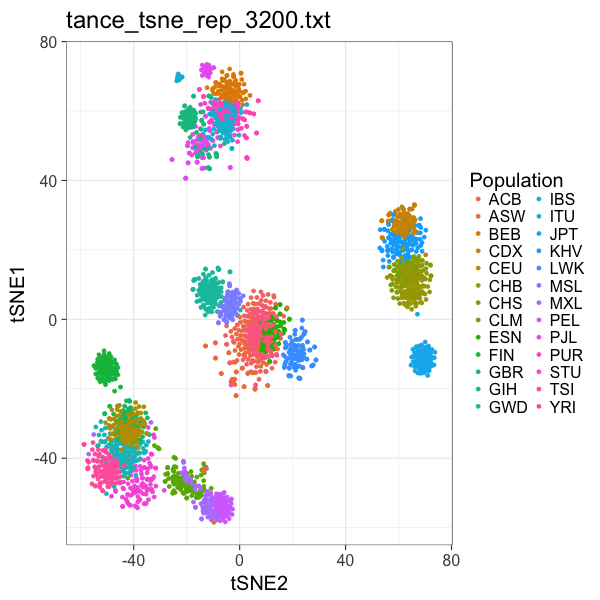 tance_tsne_rep_3200.txt
80
40
0
-40
-40
0
40
80
tSNE1
tSNE2
Population
ACB IBS
ASW ITU
BEB JPT
CDX KHV
CEU LWK
CHB MSL
CHS MXL
CLM PEL
ESN PJL
FIN PUR
GBR STU
GIH TSI
GWD YRI